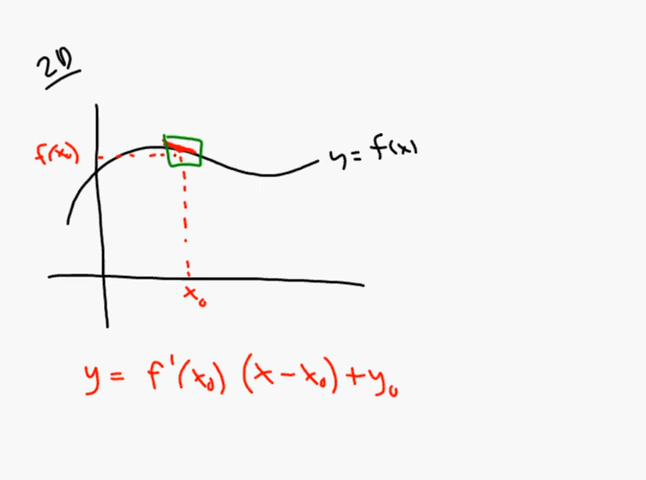 2D
f(x₀)
y = f(x)
x₀
y = f'(x₀) (x - x₀) + y₀